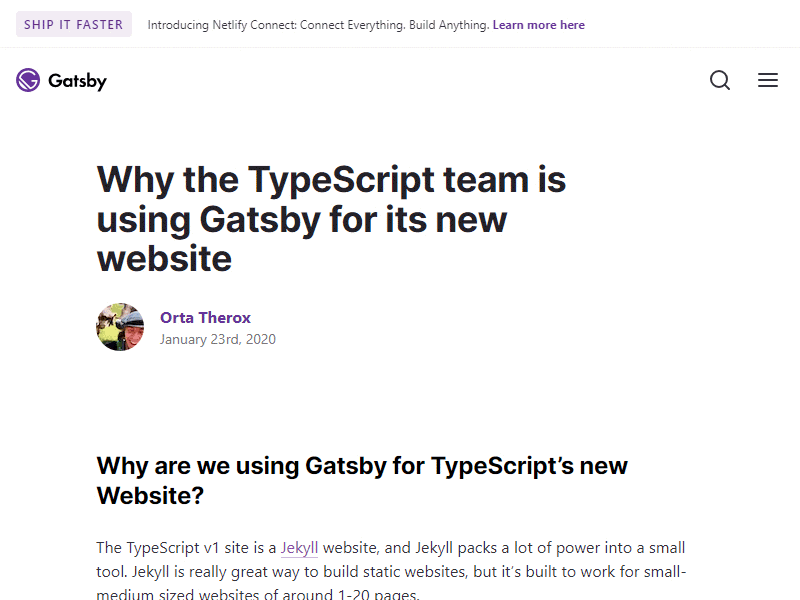 SHIP IT FASTER Introducing Netlify Connect: Connect Everything. Build Anything. Learn more here
Gatsby
Why the TypeScript team is
using Gatsby for its new
website
Orta Therox
January 23rd, 2020
Why are we using Gatsby for TypeScript’s new
Website?
The TypeScript v1 site is a Jekyll website, and Jekyll packs a lot of power into a small
tool. Jekyll is really great way to build static websites, but it’s built to work for small-
medium sized websites of around 1-20 pages.